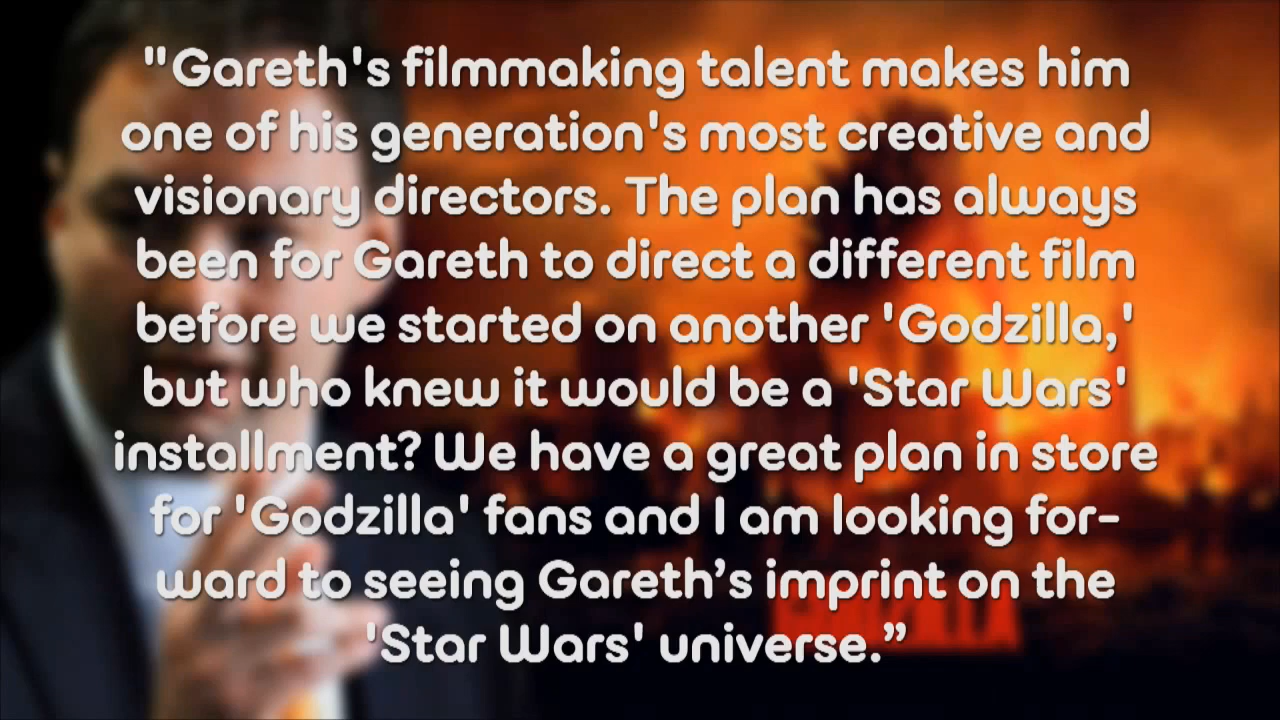 "Gareth's filmmaking talent makes him
one of his generation's most creative and
visionary directors. The plan has always
been for Gareth to direct a different film
before we started on another 'Godzilla,'
but who knew it would be a 'Star Wars'
installment? We have a great plan in store
for 'Godzilla' fans and I am looking for-
ward to seeing Gareth’s imprint on the
'Star Wars' universe.”